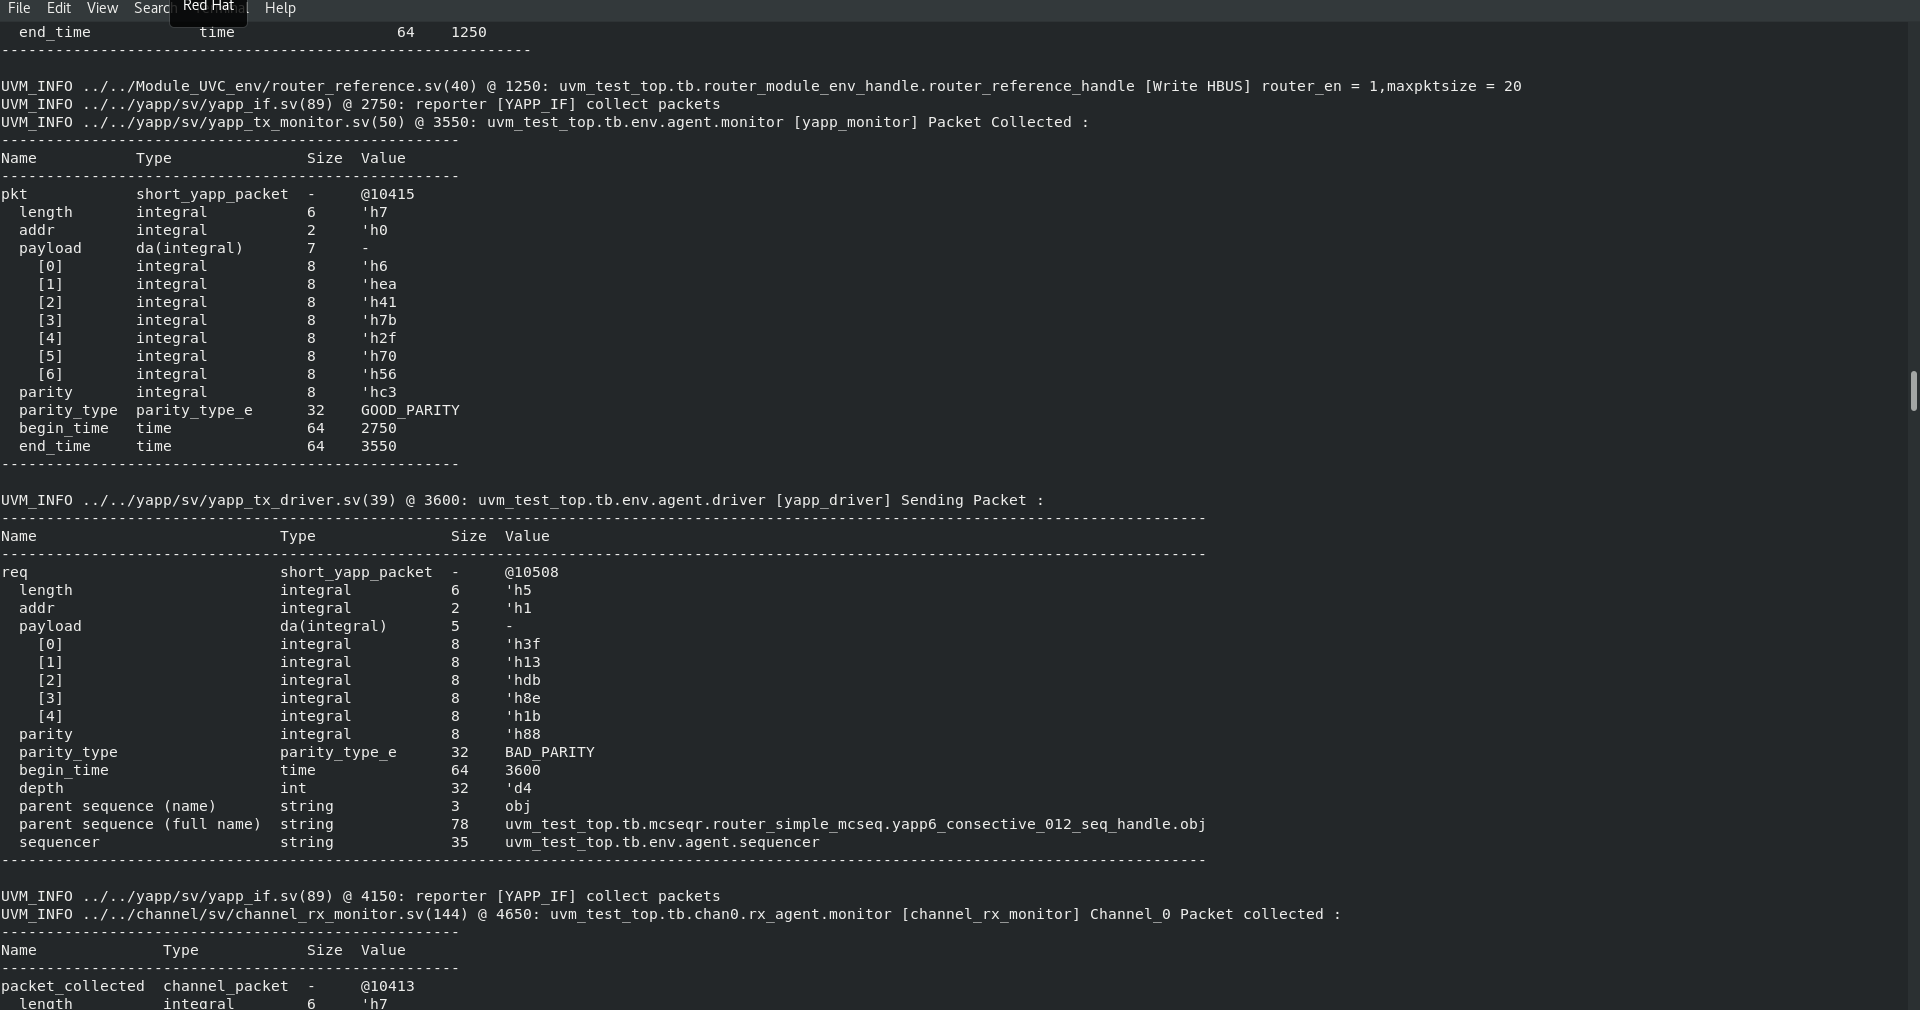 File Edit View Search Terminal Help
Red Hat
end_time time 64 1250
-----------------------------------------------------------
UVM_INFO ../../Module_UVC_env/router_reference.sv(40) @ 1250: uvm_test_top.tb.router_module_env_handle.router_reference_handle [Write HBUS] router_en = 1,maxpktsize = 20
UVM_INFO ../../yapp/sv/yapp_if.sv(89) @ 2750: reporter [YAPP_IF] collect packets
UVM_INFO ../../yapp/sv/yapp_tx_monitor.sv(50) @ 3550: uvm_test_top.tb.env.agent.monitor [yapp_monitor] Packet Collected :
---------------------------------------------------
Name Type Size Value
---------------------------------------------------
pkt short_yapp_packet - @10415
length integral 6 'h7
addr integral 2 'h0
payload da(integral) 7 -
[0] integral 8 'h6
[1] integral 8 'hea
[2] integral 8 'h41
[3] integral 8 'h7b
[4] integral 8 'h2f
[5] integral 8 'h70
[6] integral 8 'h56
parity integral 8 'hc3
parity_type parity_type_e 32 GOOD_PARITY
begin_time time 64 2750
end_time time 64 3550
---------------------------------------------------
UVM_INFO ../../yapp/sv/yapp_tx_driver.sv(39) @ 3600: uvm_test_top.tb.env.agent.driver [yapp_driver] Sending Packet :
--------------------------------------------------------------------------------------------------------------------------------------
Name Type Size Value
--------------------------------------------------------------------------------------------------------------------------------------
req short_yapp_packet - @10508
length integral 6 'h5
addr integral 2 'h1
payload da(integral) 5 -
[0] integral 8 'h3f
[1] integral 8 'h13
[2] integral 8 'hdb
[3] integral 8 'h8e
[4] integral 8 'h1b
parity integral 8 'h88
parity_type parity_type_e 32 BAD_PARITY
begin_time time 64 3600
depth int 32 'd4
parent sequence (name) string 3 obj
parent sequence (full name) string 78 uvm_test_top.tb.mcseqr.router_simple_mcseq.yapp6_consective_012_seq_handle.obj
sequencer string 35 uvm_test_top.tb.env.agent.sequencer
--------------------------------------------------------------------------------------------------------------------------------------
UVM_INFO ../../yapp/sv/yapp_if.sv(89) @ 4150: reporter [YAPP_IF] collect packets
UVM_INFO ../../channel/sv/channel_rx_monitor.sv(144) @ 4650: uvm_test_top.tb.chan0.rx_agent.monitor [channel_rx_monitor] Channel_0 Packet collected :
---------------------------------------------------
Name Type Size Value
---------------------------------------------------
packet_collected channel_packet - @10413
length integral 6 'h7